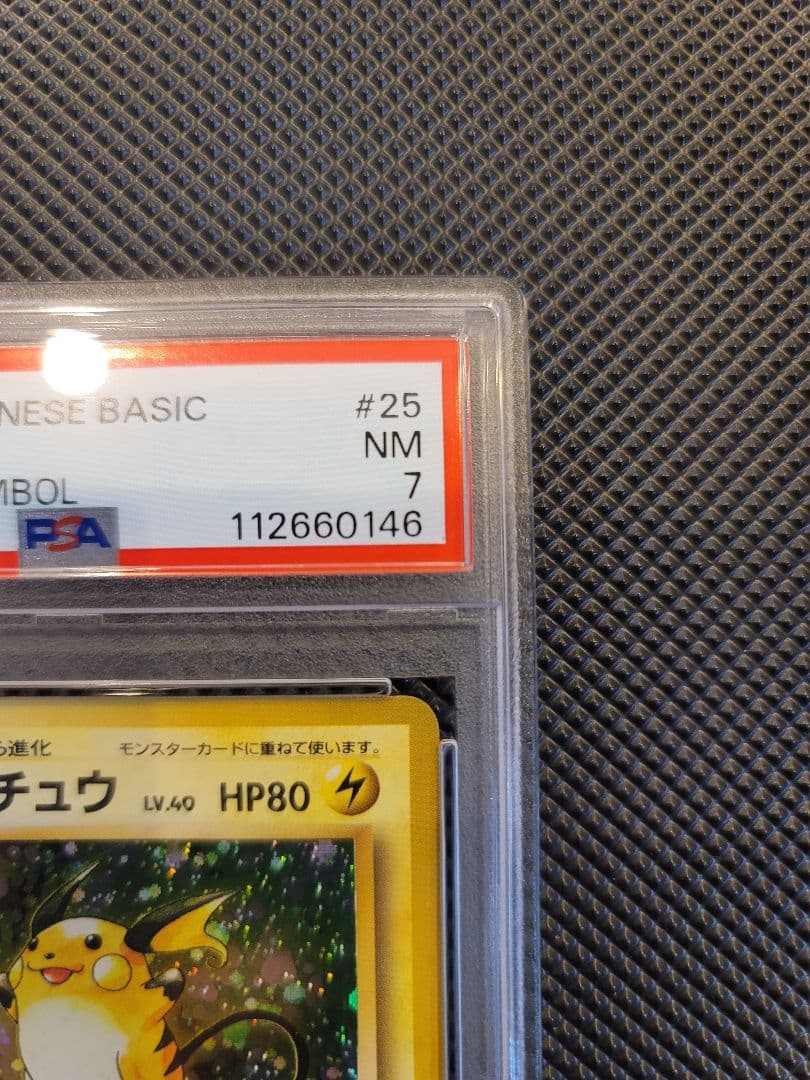 NESE BASIC #25
NM
MBOL 7
PSA 112660146
ら進化 モンスターカードに重ねて使います。
チュウ LV.40 HP80